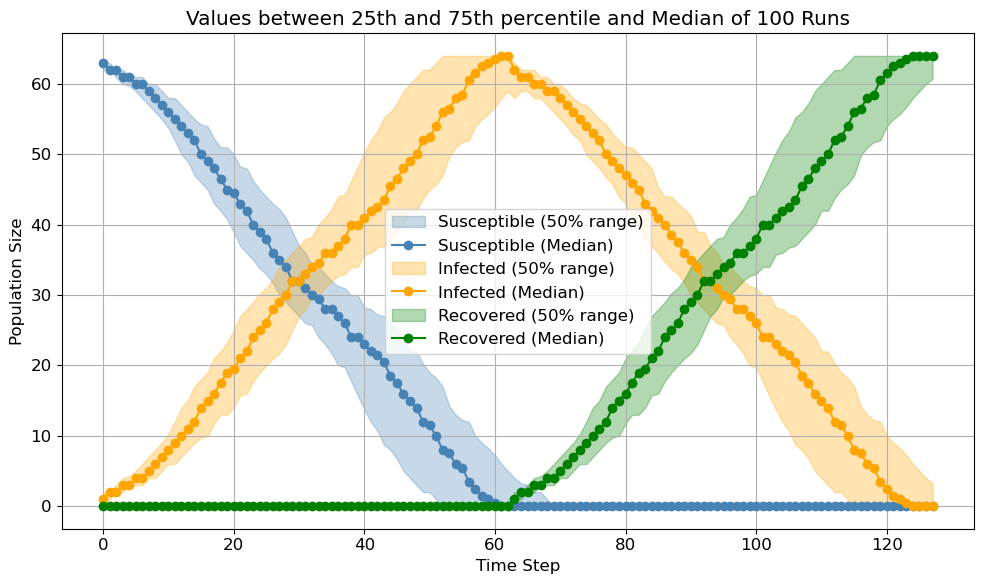 Values between 25th and 75th percentile and Median of 100 Runs
Population Size
60
50
40
30
20
10
0
Susceptible (50% range)
Susceptible (Median)
Infected (50% range)
Infected (Median)
Recovered (50% range)
Recovered (Median)
0 20 40 60 80 100 120
Time Step